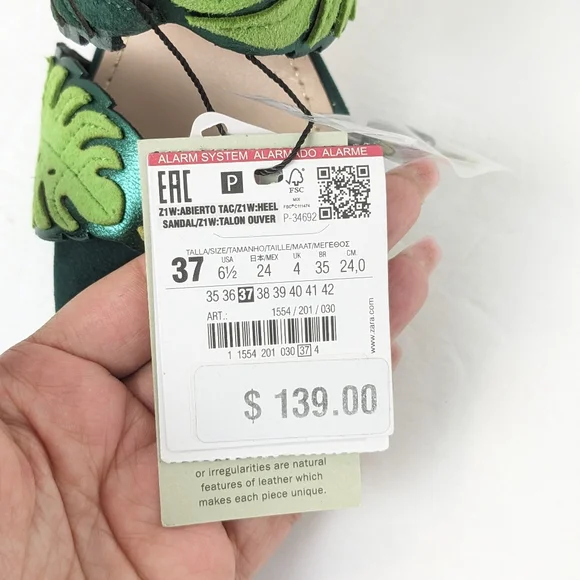 ALARM SYSTEM ALARMADO ALARME
EAC P FSC
Z1W:ABIERTO TAC/Z1W:HEEL
SANDAL/Z1W:TALON OUVER P-34692
TALLA/SIZE/TAMANHO/TAILLE/MAAT/ΜΕΓΕΘΟΣ
USA 日本/MEX UK BR CM
37 6½ 24 4 35 24,0
35 36 37 38 39 40 41 42
ART.: 1554 / 201 / 030
1 1554 201 030 37 4
www.zara.com
$ 139.00
or irregularities are natural
features of leather which
makes each piece unique.